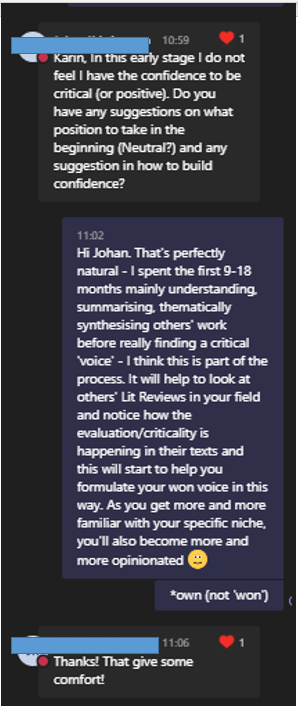 10:59 1
Karin, In this early stage I do not
feel I have the confidence to be
critical (or positive). Do you
have any suggestions on what
position to take in the
beginning (Neutral?) and any
suggestion in how to build
confidence?
11:02
Hi Johan. That's perfectly
natural - I spent the first 9-18
months mainly understanding,
summarising, thematically
synthesising others' work
before really finding a critical
'voice' - I think this is part of the
process. It will help to look at
others' Lit Reviews in your field
and notice how the
evaluation/criticality is
happening in their texts and
this will start to help you
formulate your won voice in this
way. As you get more and more
familiar with your specific niche,
you'll also become more and
more opinionated
*own (not 'won')
11:06 1
Thanks! That give some
comfort!